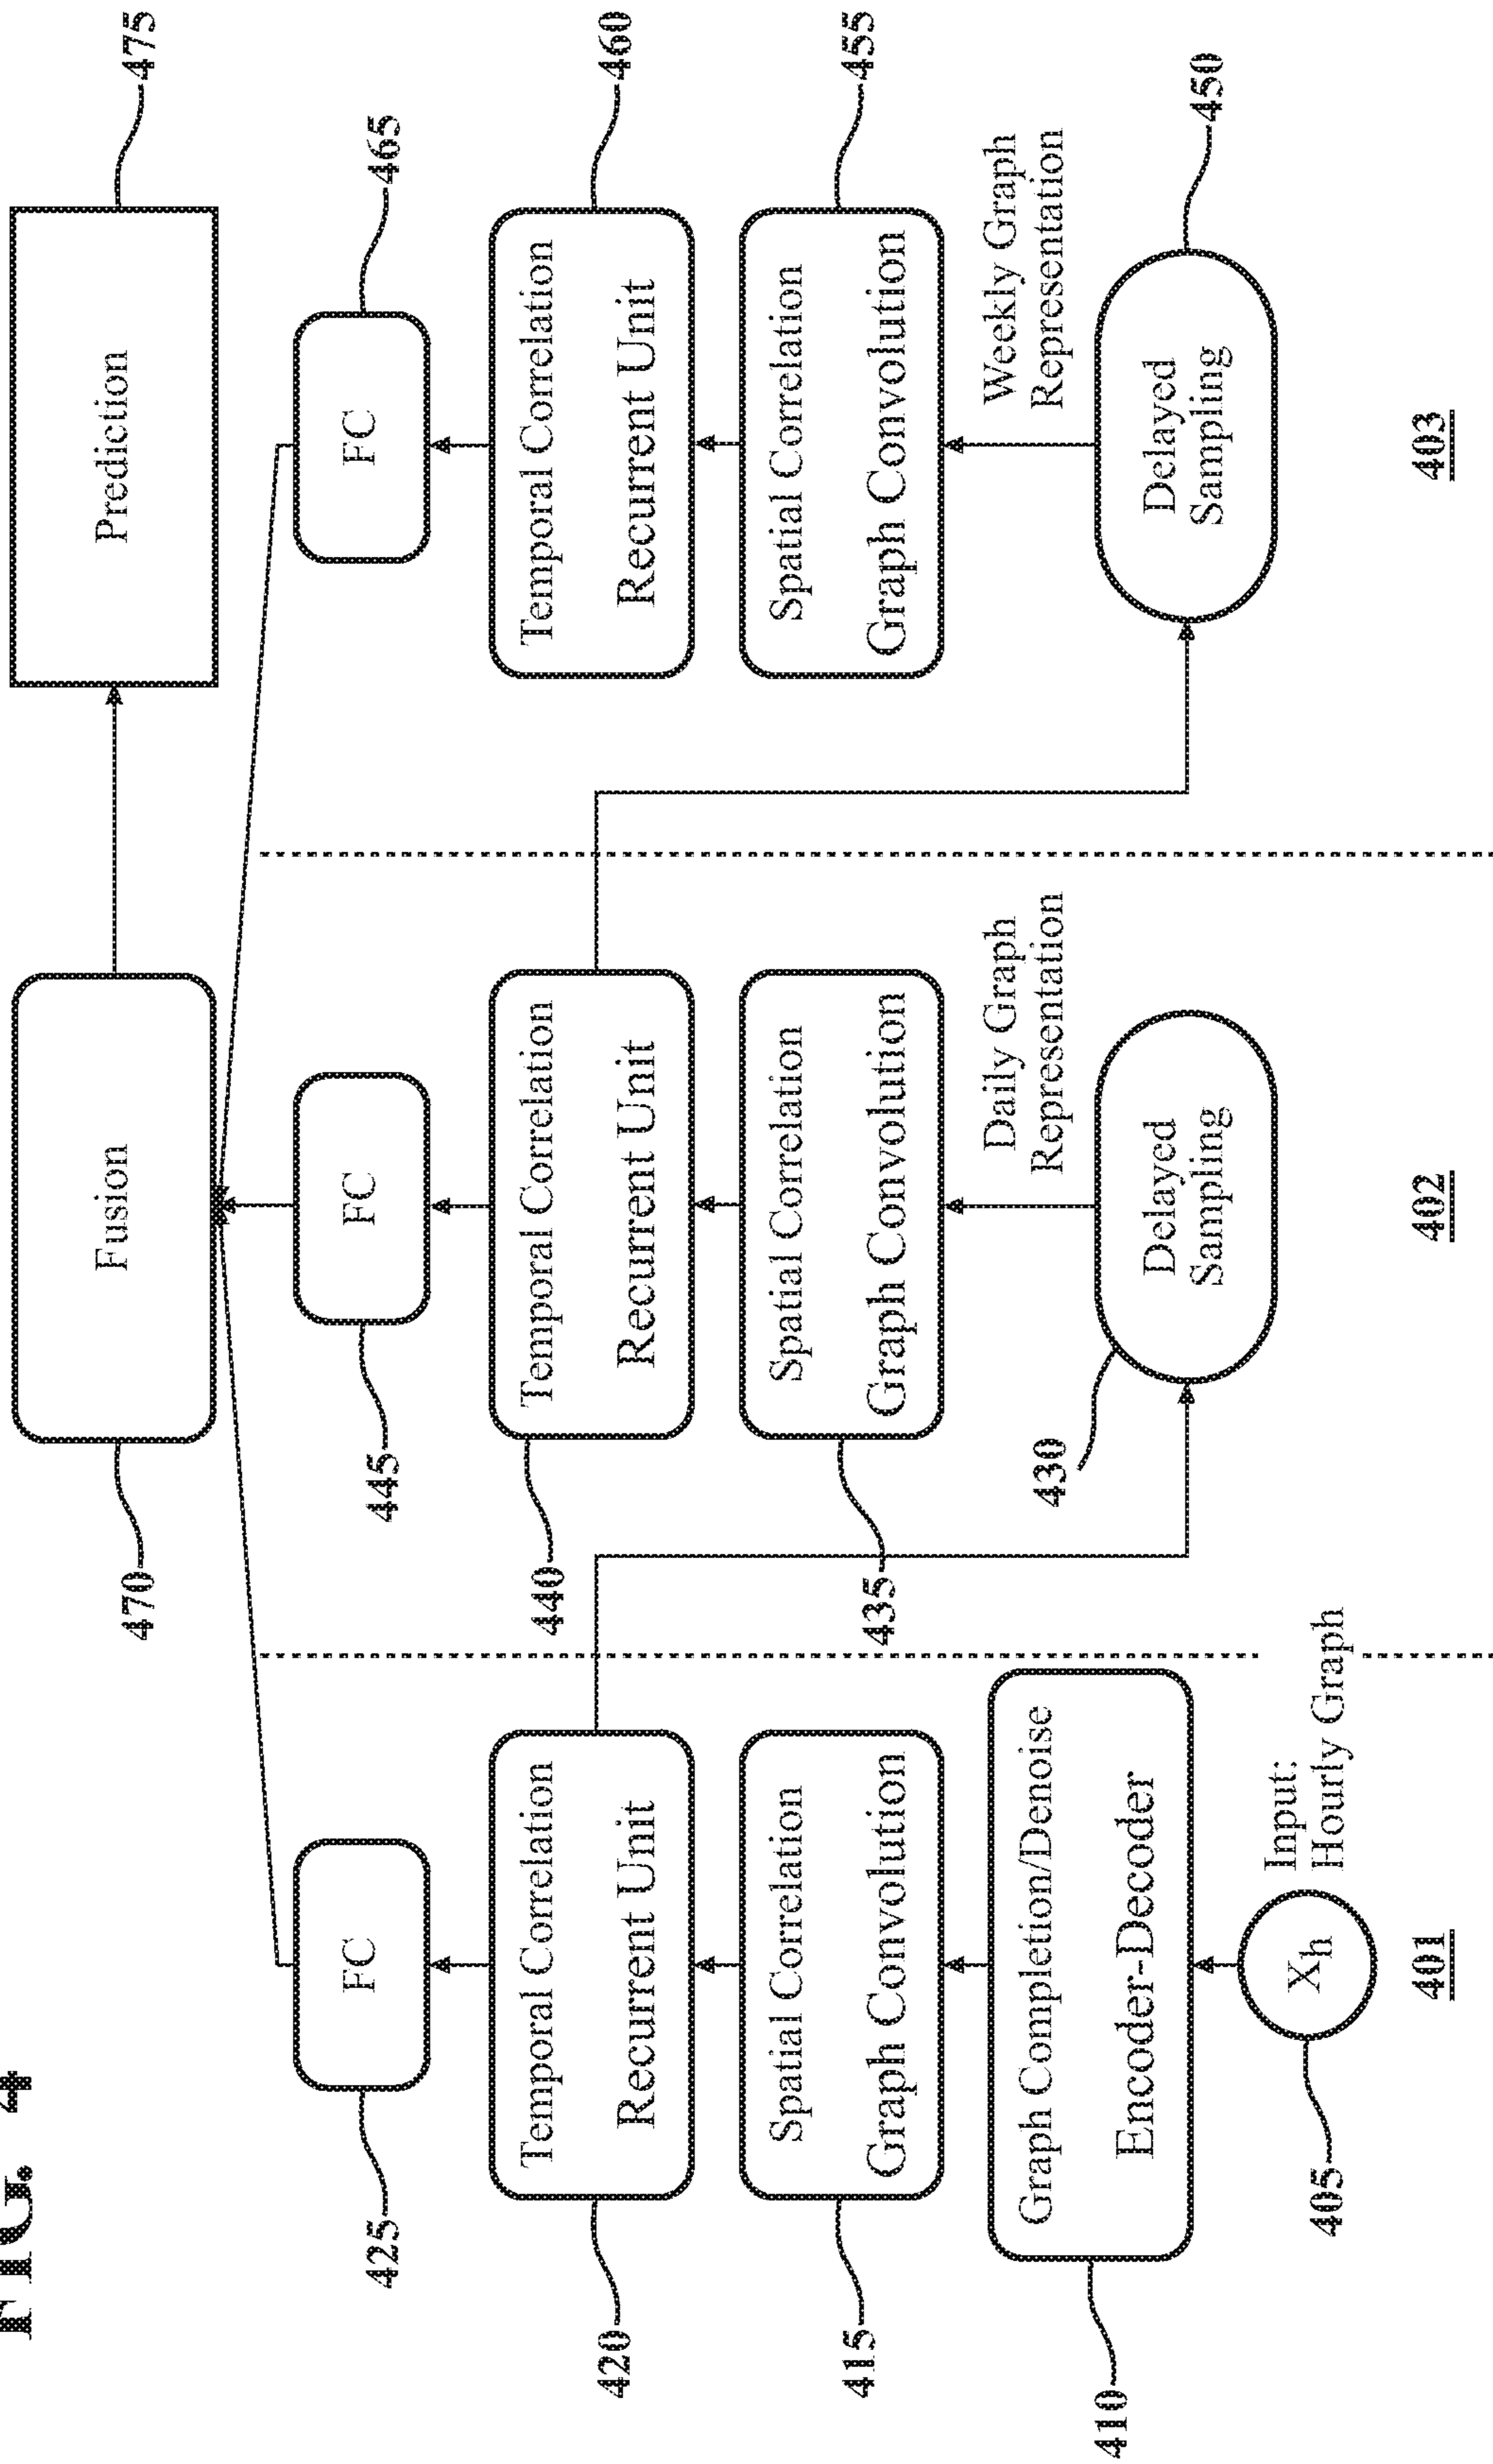 FIG. 4
470
Fusion
Prediction
475
425
FC
445
FC
FC
465
420
Temporal Correlation
Recurrent Unit
440
Temporal Correlation
Recurrent Unit
Temporal Correlation
Recurrent Unit
460
415
Spatial Correlation
Graph Convolution
435
Spatial Correlation
Graph Convolution
Spatial Correlation
Graph Convolution
455
410
Graph Completion/Denoise
Encoder-Decoder
430
Daily Graph
Representation
Weekly Graph
Representation
Delayed
Sampling
Delayed
Sampling
450
405
Xh
Input:
Hourly Graph
401
402
403